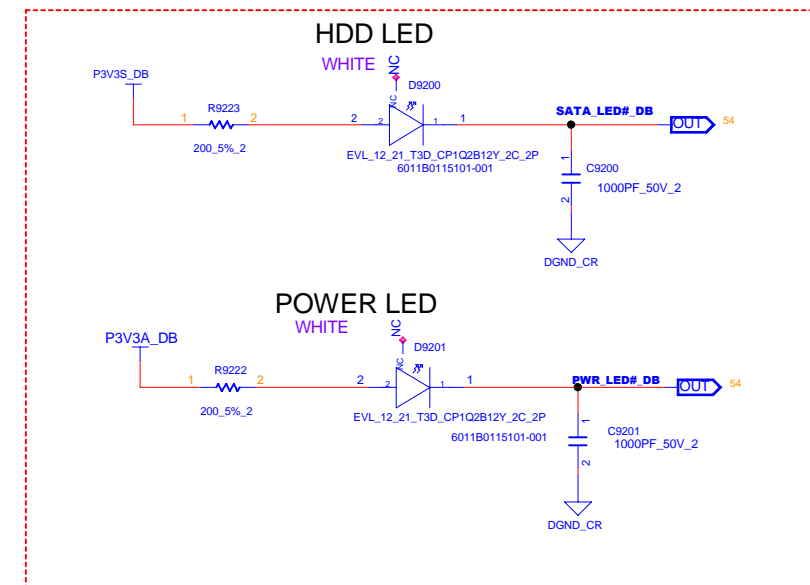 HDD LED
WHITE
NC
P3V3S_DB
D9200
NC
R9223
SATA_LED#_DB
1
2
2
2
1
1
OUT
54
200_5%_2
EVL_12_21_T3D_CP1Q2B12Y_2C_2P
6011B0115101-001
1
C9200
1000PF_50V_2
2
DGND_CR
POWER LED
WHITE
NC
P3V3A_DB
D9201
NC
R9222
PWR_LED#_DB
1
2
2
2
1
1
OUT
54
200_5%_2
EVL_12_21_T3D_CP1Q2B12Y_2C_2P
6011B0115101-001
1
C9201
1000PF_50V_2
2
DGND_CR